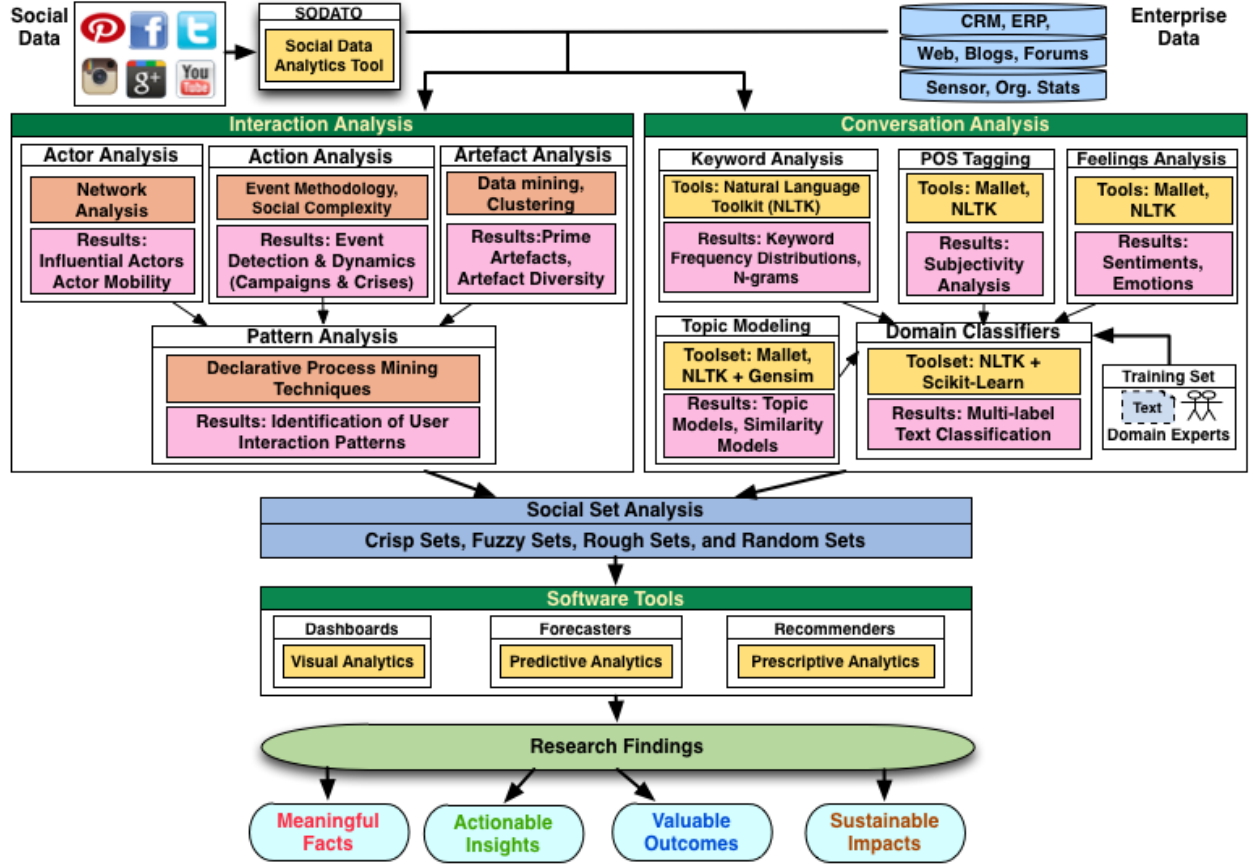 Social
Data
f
t
g+
You
Tube
SODATO
Social Data
Analytics Tool
CRM, ERP,
Web, Blogs, Forums
Sensor, Org. Stats
Enterprise
Data
Interaction Analysis
Actor Analysis
Network
Analysis
Results:
Influential Actors
Actor Mobility
Action Analysis
Event Methodology,
Social Complexity
Results: Event
Detection & Dynamics
(Campaigns & Crises)
Artefact Analysis
Data mining,
Clustering
Results:Prime
Artefacts,
Artefact Diversity
Pattern Analysis
Declarative Process Mining
Techniques
Results: Identification of User
Interaction Patterns
Conversation Analysis
Keyword Analysis
Tools: Natural Language
Toolkit (NLTK)
Results: Keyword
Frequency Distributions,
N-grams
POS Tagging
Tools: Mallet,
NLTK
Results:
Subjectivity
Analysis
Feelings Analysis
Tools: Mallet,
NLTK
Results:
Sentiments,
Emotions
Topic Modeling
Toolset: Mallet,
NLTK + Gensim
Results: Topic
Models, Similarity
Models
Domain Classifiers
Toolset: NLTK +
Scikit-Learn
Results: Multi-label
Text Classification
Training Set
Text
Domain Experts
Social Set Analysis
Crisp Sets, Fuzzy Sets, Rough Sets, and Random Sets
Software Tools
Dashboards
Visual Analytics
Forecasters
Predictive Analytics
Recommenders
Prescriptive Analytics
Research Findings
Meaningful
Facts
Actionable
Insights
Valuable
Outcomes
Sustainable
Impacts